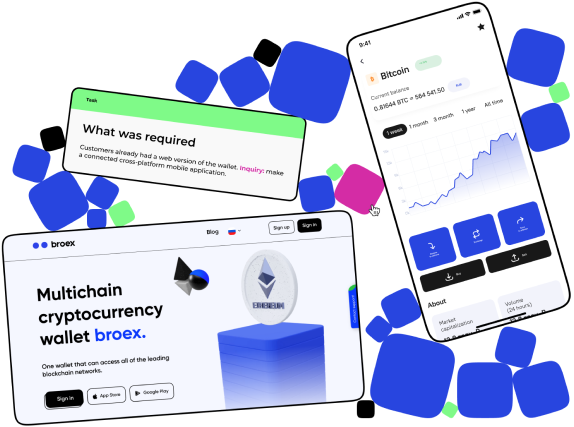 Task
What was required
Customers already had a web version of the wallet. Inquiry: make
a connected cross-platform mobile application.
9:41
Bitcoin
Current balance
0.81644 BTC = $84 541.50
1 week 1 month 3 month 1 year All time
Buy
Sell
About
Market
capitalization
Volume
(24 hours)
broex
Blog
Sign up
Sign in
Multichain
cryptocurrency
wallet broex.
One wallet that can access all of the leading
blockchain networks.
Sign in
App Store
Google Play